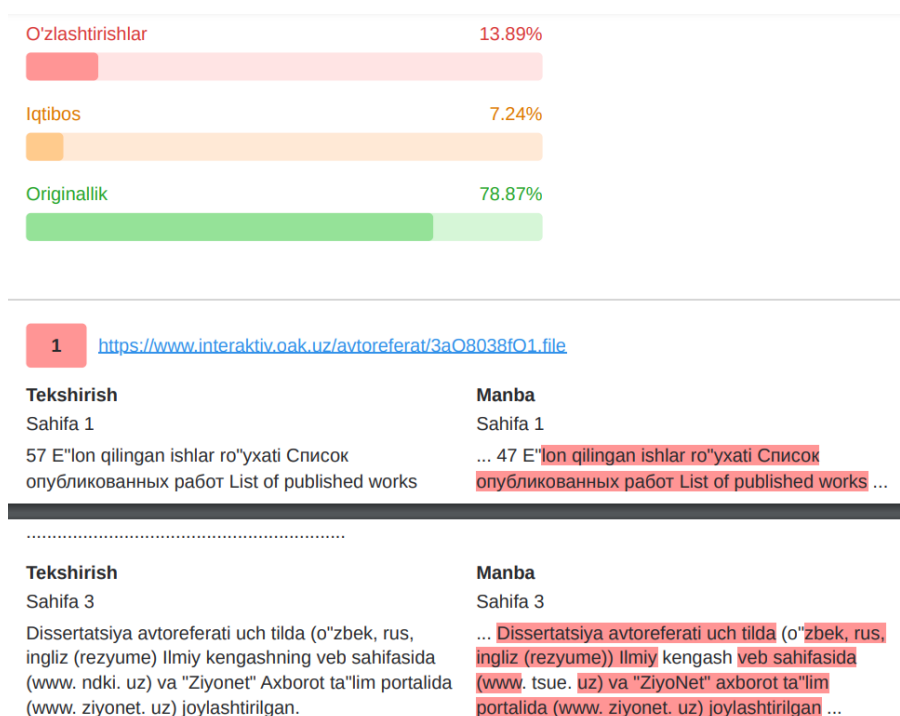 O'zlashtirishlar 13.89%
Iqtibos 7.24%
Originallik 78.87%
1 https://www.interaktiv.oak.uz/avtoreferat/3aO8038fO1.file
Tekshirish
Sahifa 1
57 E"lon qilingan ishlar ro"yxati Список
опубликованных работ List of published works
Manba
Sahifa 1
... 47 E"lon qilingan ishlar ro"yxati Список
опубликованных работ List of published works ...
..............................................................
Tekshirish
Sahifa 3
Dissertatsiya avtoreferati uch tilda (o"zbek, rus,
ingliz (rezyume) Ilmiy kengashning veb sahifasida
(www. ndki. uz) va "Ziyonet" Axborot ta"lim portalida
(www. ziyonet. uz) joylashtirilgan.
Manba
Sahifa 3
... Dissertatsiya avtoreferati uch tilda (o"zbek, rus,
ingliz (rezyume)) Ilmiy kengash veb sahifasida
(www. tsue. uz) va "ZiyoNet" axborot ta"lim
portalida (www. ziyonet. uz) joylashtirilgan ...